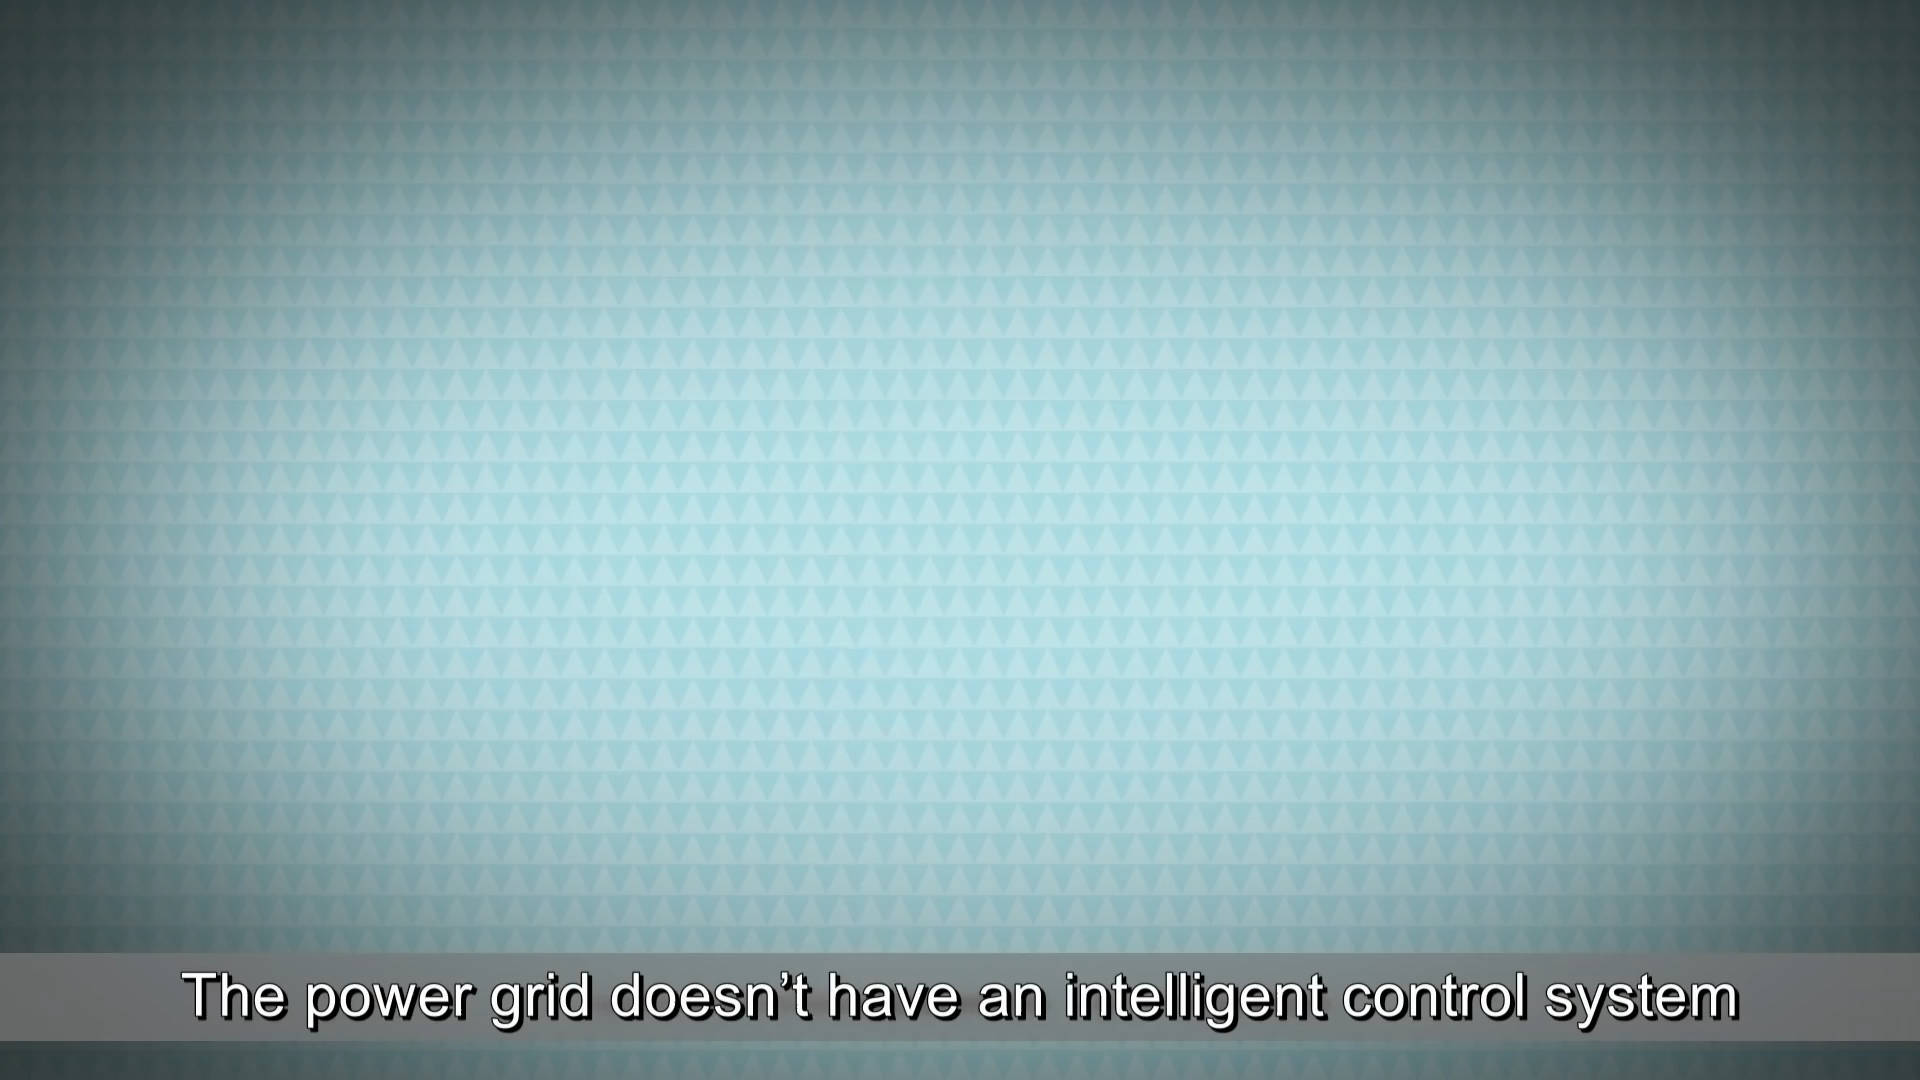 The power grid doesn’t have an intelligent control system